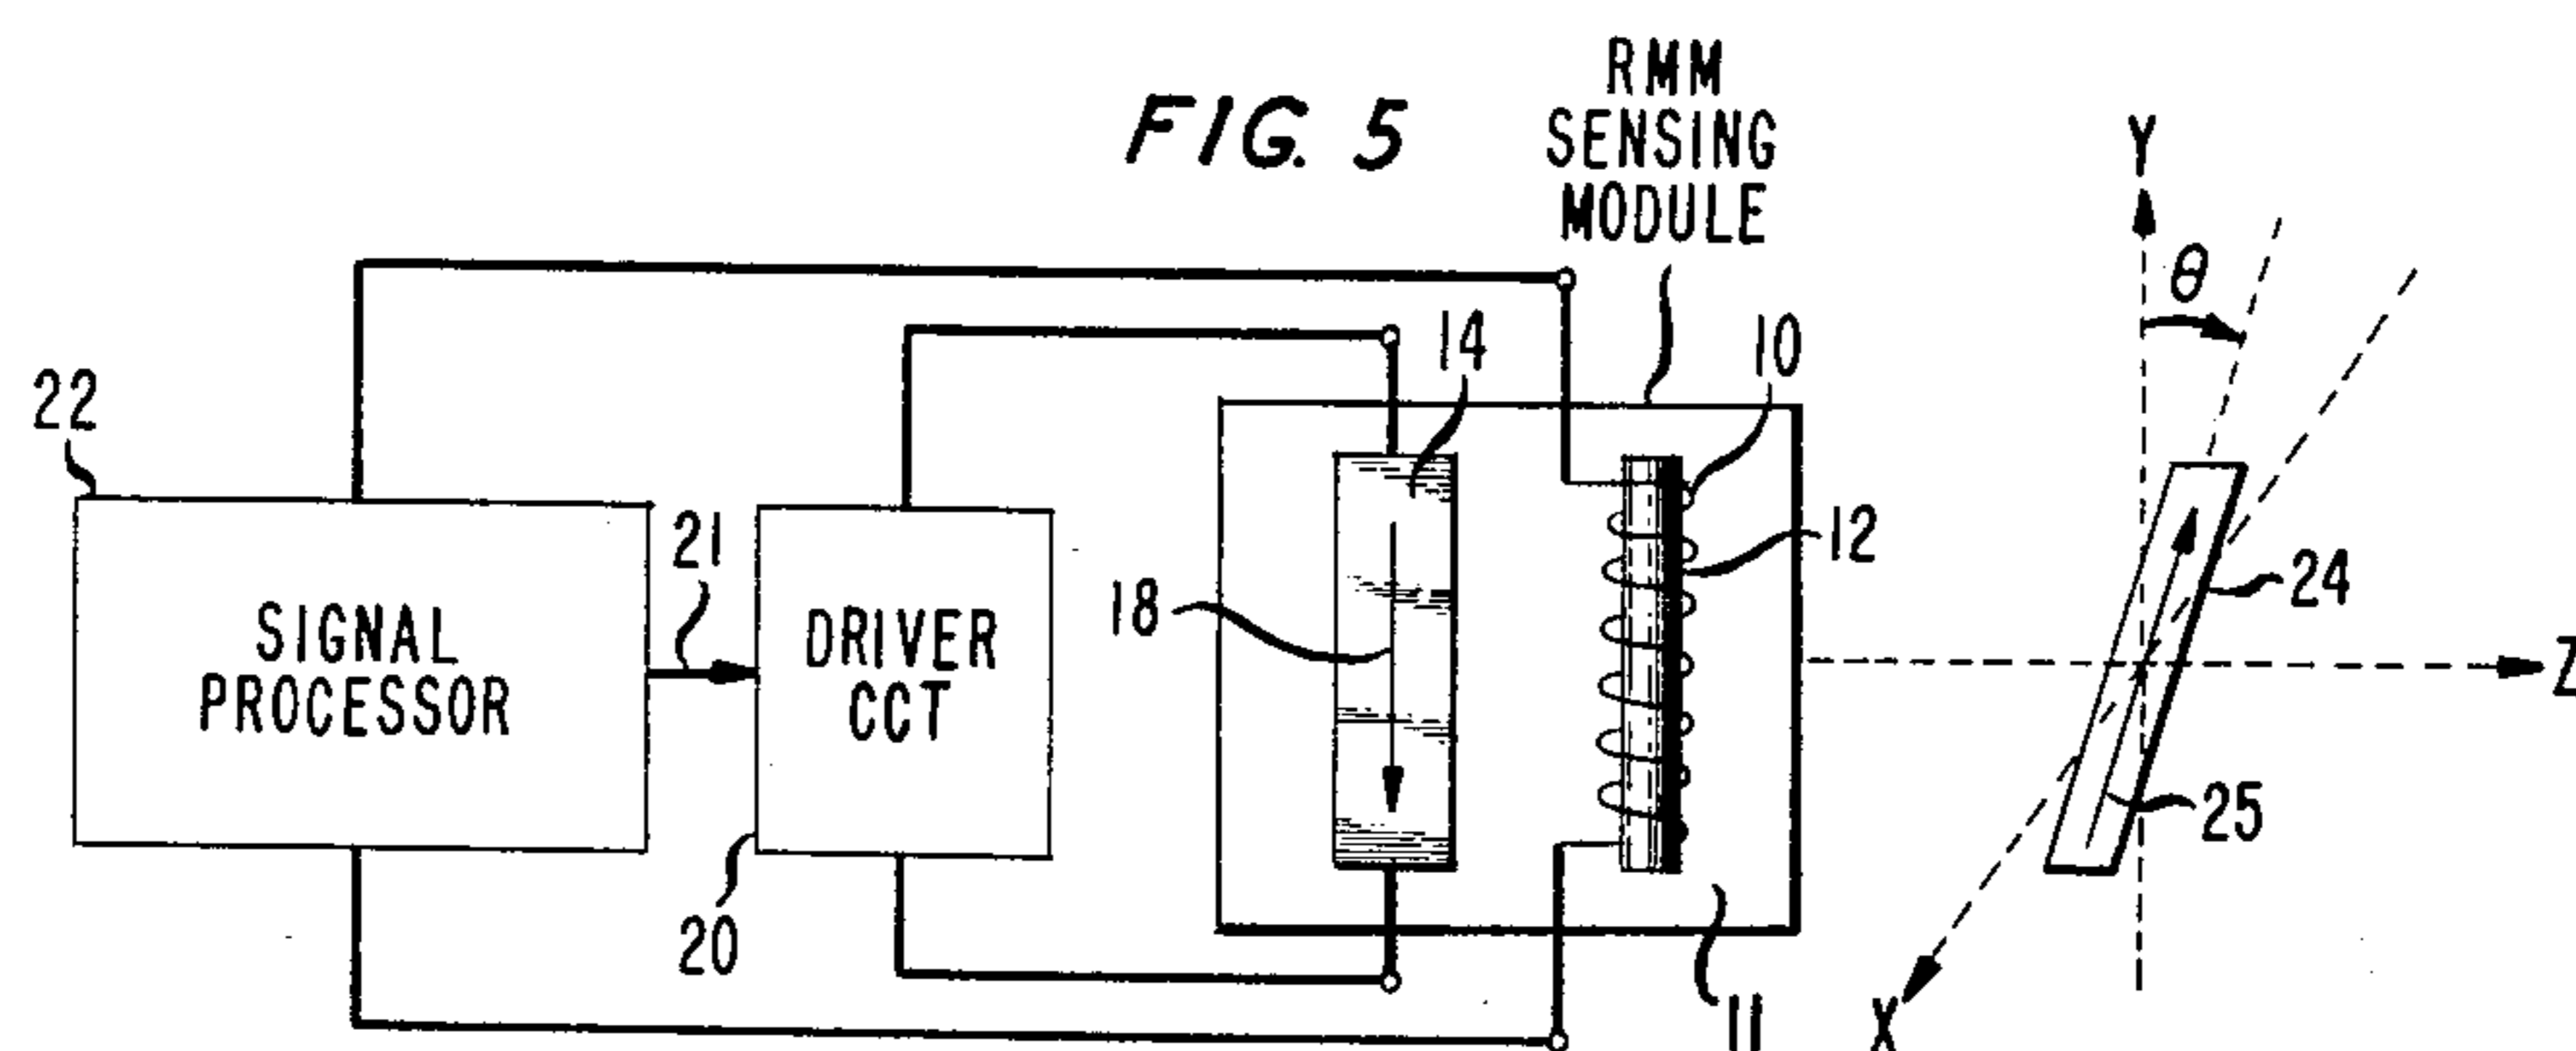 FIG. 5
RMM
SENSING
MODULE
Y
θ
14
10
22
21
12
18
24
SIGNAL
PROCESSOR
DRIVER
CCT
Z
25
20
11
X